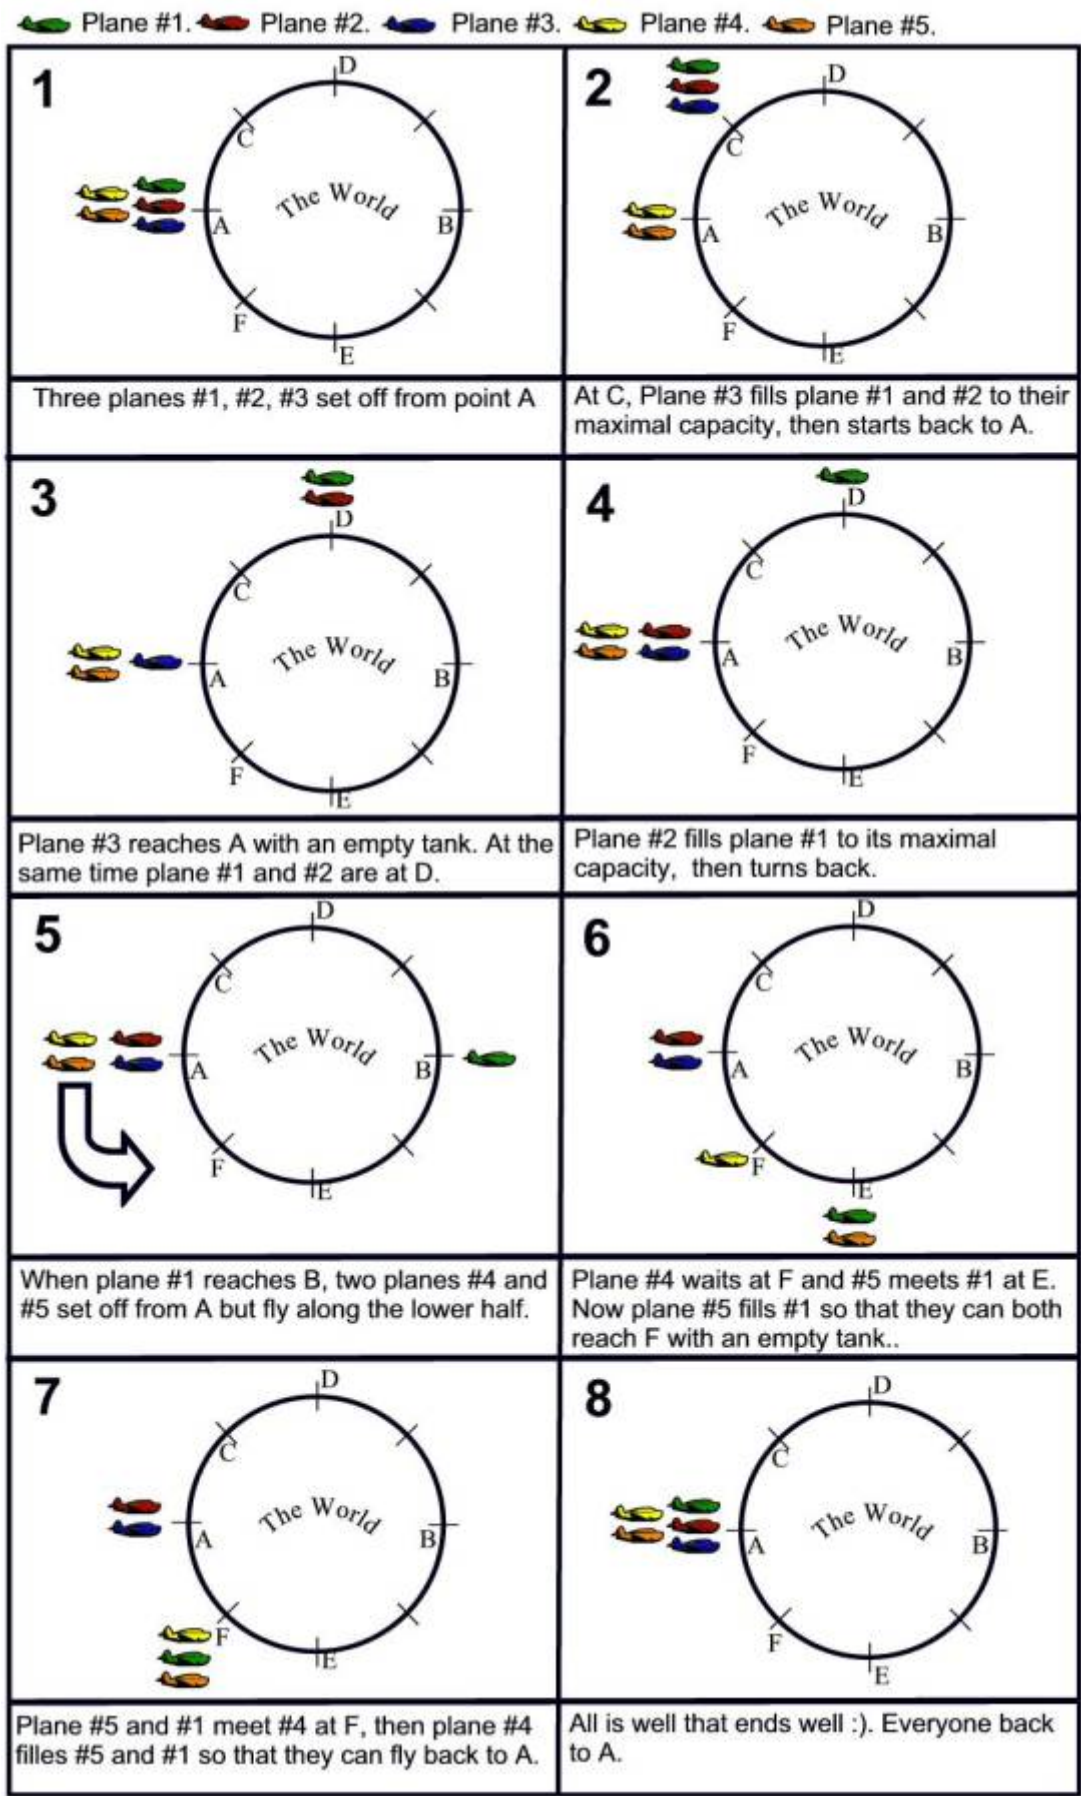 Plane #1. Plane #2. Plane #3. Plane #4. Plane #5.
1
D
C
The World
A
B
F
E
Three planes #1, #2, #3 set off from point A
2
D
C
The World
A
B
F
E
At C, Plane #3 fills plane #1 and #2 to their
maximal capacity, then starts back to A.
3
D
C
The World
A
B
F
E
Plane #3 reaches A with an empty tank. At the
same time plane #1 and #2 are at D.
4
D
C
The World
A
B
F
E
Plane #2 fills plane #1 to its maximal
capacity, then turns back.
5
D
C
The World
A
B
F
E
When plane #1 reaches B, two planes #4 and
#5 set off from A but fly along the lower half.
6
D
C
The World
A
B
F
E
Plane #4 waits at F and #5 meets #1 at E.
Now plane #5 fills #1 so that they can both
reach F with an empty tank..
7
D
C
The World
A
B
F
E
Plane #5 and #1 meet #4 at F, then plane #4
filles #5 and #1 so that they can fly back to A.
8
D
C
The World
A
B
F
E
All is well that ends well :). Everyone back
to A.